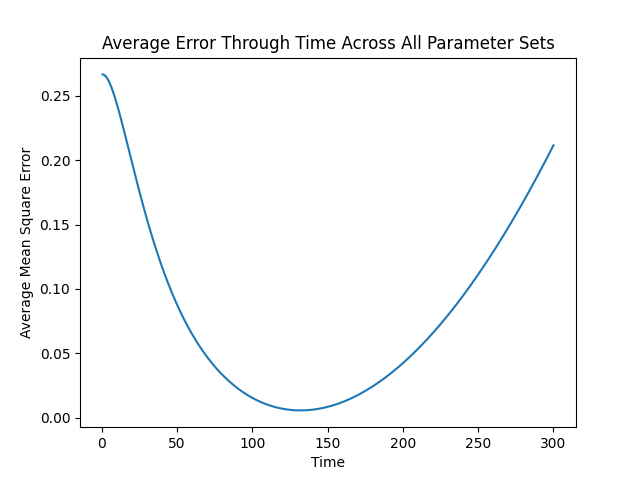 Average Error Through Time Across All Parameter Sets
Average Mean Square Error
0.25
0.20
0.15
0.10
0.05
0.00
0 50 100 150 200 250 300
Time